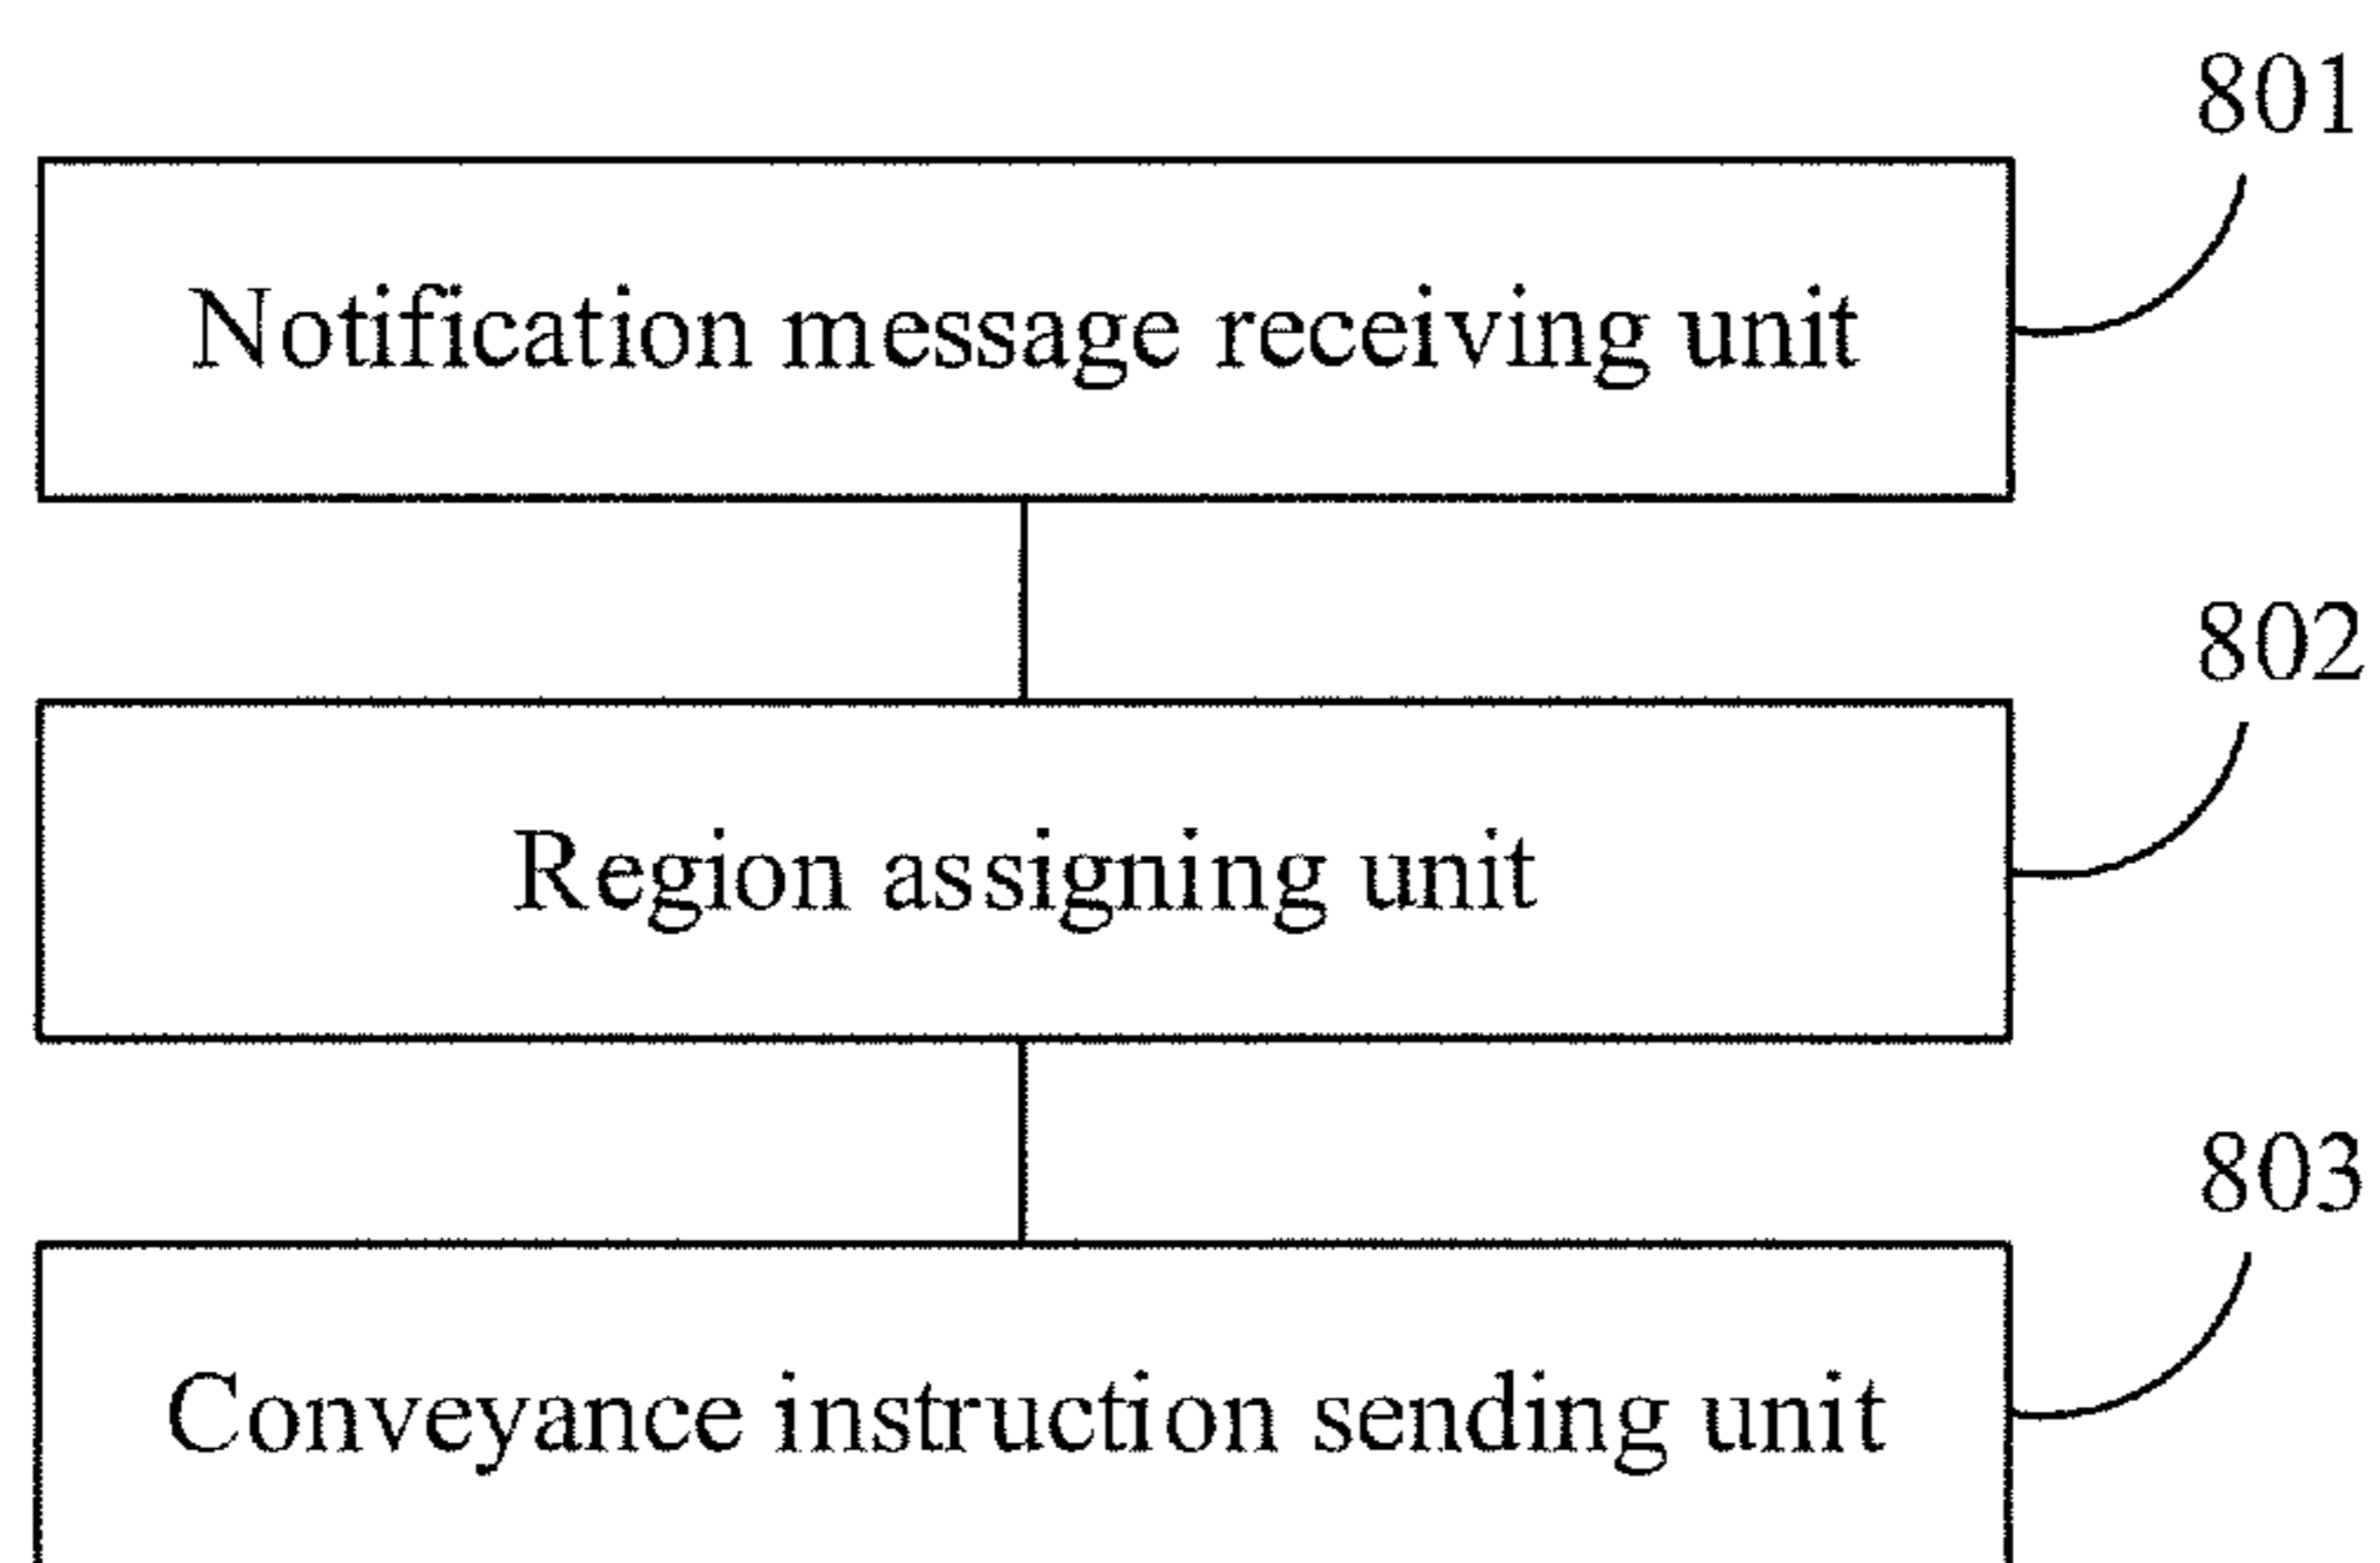 801
Notification message receiving unit
802
Region assigning unit
803
Conveyance instruction sending unit